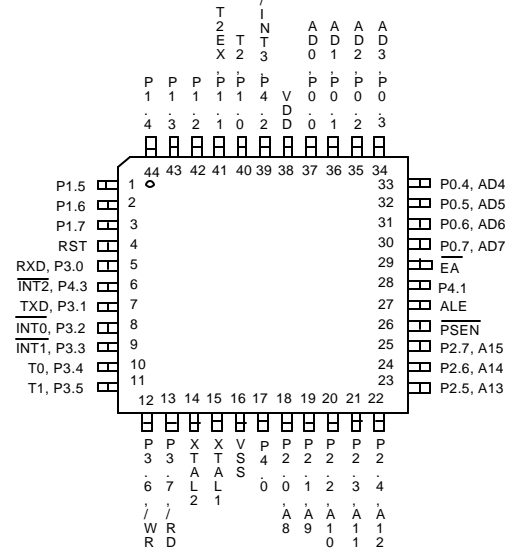 P1.4
P1.3
P1.2
T2EX,P1.1
T2,P1.0
/INT3,P4.2
VDD
AD0,P0.0
AD1,P0.1
AD2,P0.2
AD3,P0.3
44 43 42 41 40 39 38 37 36 35 34
P1.5 1
P1.6 2
P1.7 3
RST 4
RXD, P3.0 5
INT2, P4.3 6
TXD, P3.1 7
INT0, P3.2 8
INT1, P3.3 9
T0, P3.4 10
T1, P3.5 11
33 P0.4, AD4
32 P0.5, AD5
31 P0.6, AD6
30 P0.7, AD7
29 EA
28 P4.1
27 ALE
26 PSEN
25 P2.7, A15
24 P2.6, A14
23 P2.5, A13
12 13 14 15 16 17 18 19 20 21 22
P3.6,/WR
P3.7,/RD
XTAL2
XTAL1
VSS
P4.0
P2.0,A8
P2.1,A9
P2.2,A10
P2.3,A11
P2.4,A12